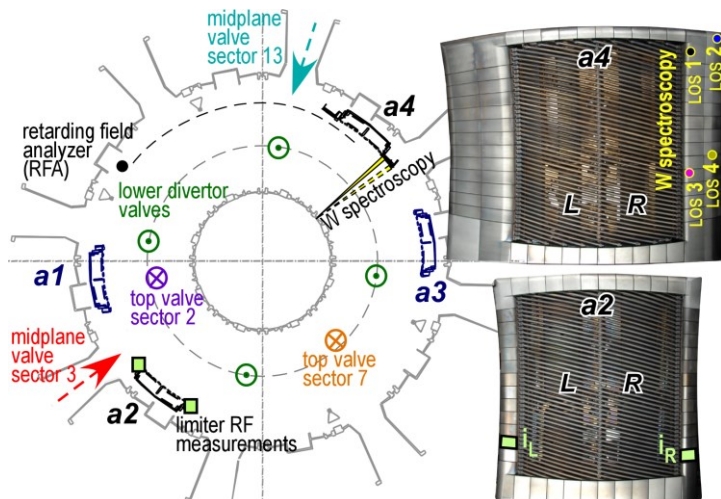 midplane
valve
sector 13
a4
retarding field
analyzer
(RFA)
W spectroscopy
lower divertor
valves
a1
top valve
sector 2
a3
midplane
valve
sector 3
top valve
sector 7
a2
limiter RF
measurements
a4
L
R
W spectroscopy
LOS 1
LOS 2
LOS 3
LOS 4
a2
L
R
iL
iR